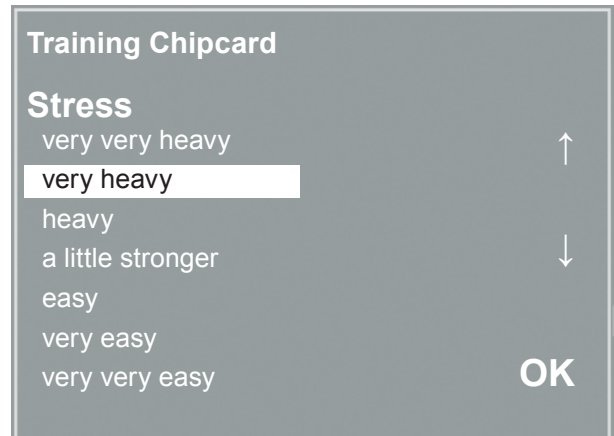 Training Chipcard
Stress
very very heavy
↑
very heavy
heavy
a little stronger
↓
easy
very easy
very very easy
OK